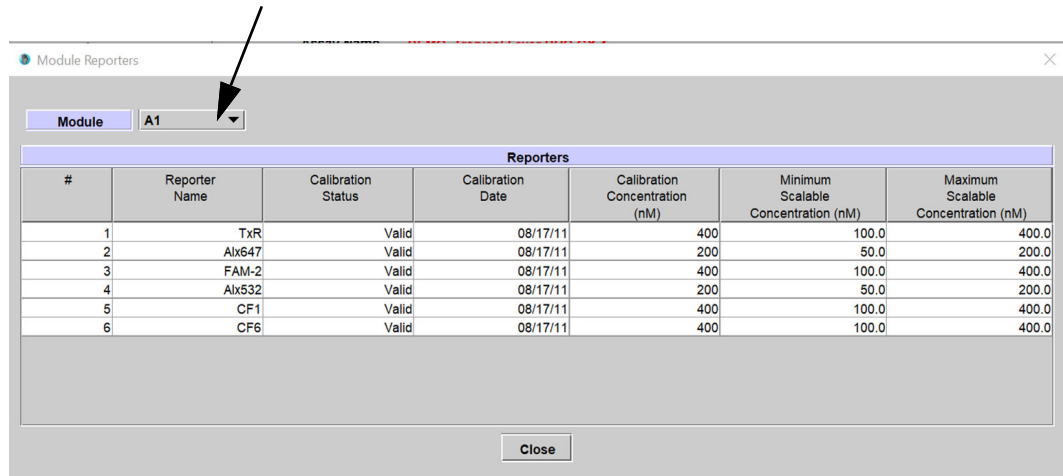 Module Reporters
Module A1
Reporters
# Reporter Name Calibration Status Calibration Date Calibration Concentration (nM) Minimum Scalable Concentration (nM) Maximum Scalable Concentration (nM)
1 TxR Valid 08/17/11 400 100.0 400.0
2 Alx647 Valid 08/17/11 200 50.0 200.0
3 FAM-2 Valid 08/17/11 400 100.0 400.0
4 Alx532 Valid 08/17/11 200 50.0 200.0
5 CF1 Valid 08/17/11 400 100.0 400.0
6 CF6 Valid 08/17/11 400 100.0 400.0
Close